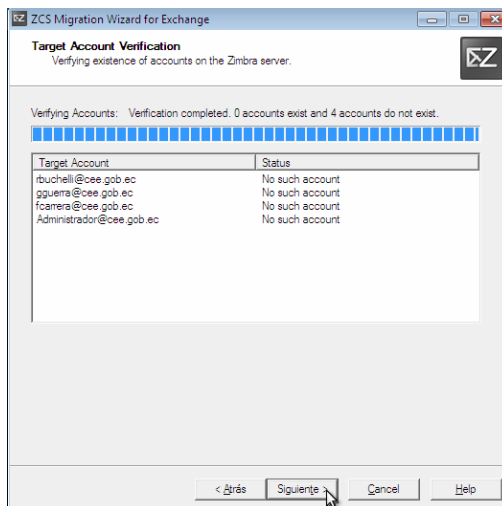 ZCS Migration Wizard for Exchange
Target Account Verification
Verifying existence of accounts on the Zimbra server.
Verifying Accounts: Verification completed. 0 accounts exist and 4 accounts do not exist.
Target Account Status
rbuchelli@cee.gob.ec No such account
gguerra@cee.gob.ec No such account
fcarrera@cee.gob.ec No such account
Administrador@cee.gob.ec No such account
< Atrás Siguiente > Cancel Help